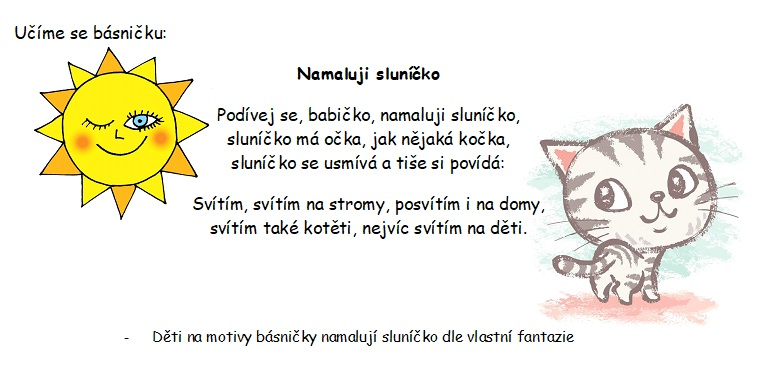 Učíme se básničku:
Namaluji sluníčko
Podívej se, babičko, namaluji sluníčko,
sluníčko má očka, jak nějaká kočka,
sluníčko se usmívá a tiše si povídá:
Svítím, svítím na stromy, posvítím i na domy,
svítím také kotěti, nejvíc svítím na děti.
- Děti na motivy básničky namalují sluníčko dle vlastní fantazie